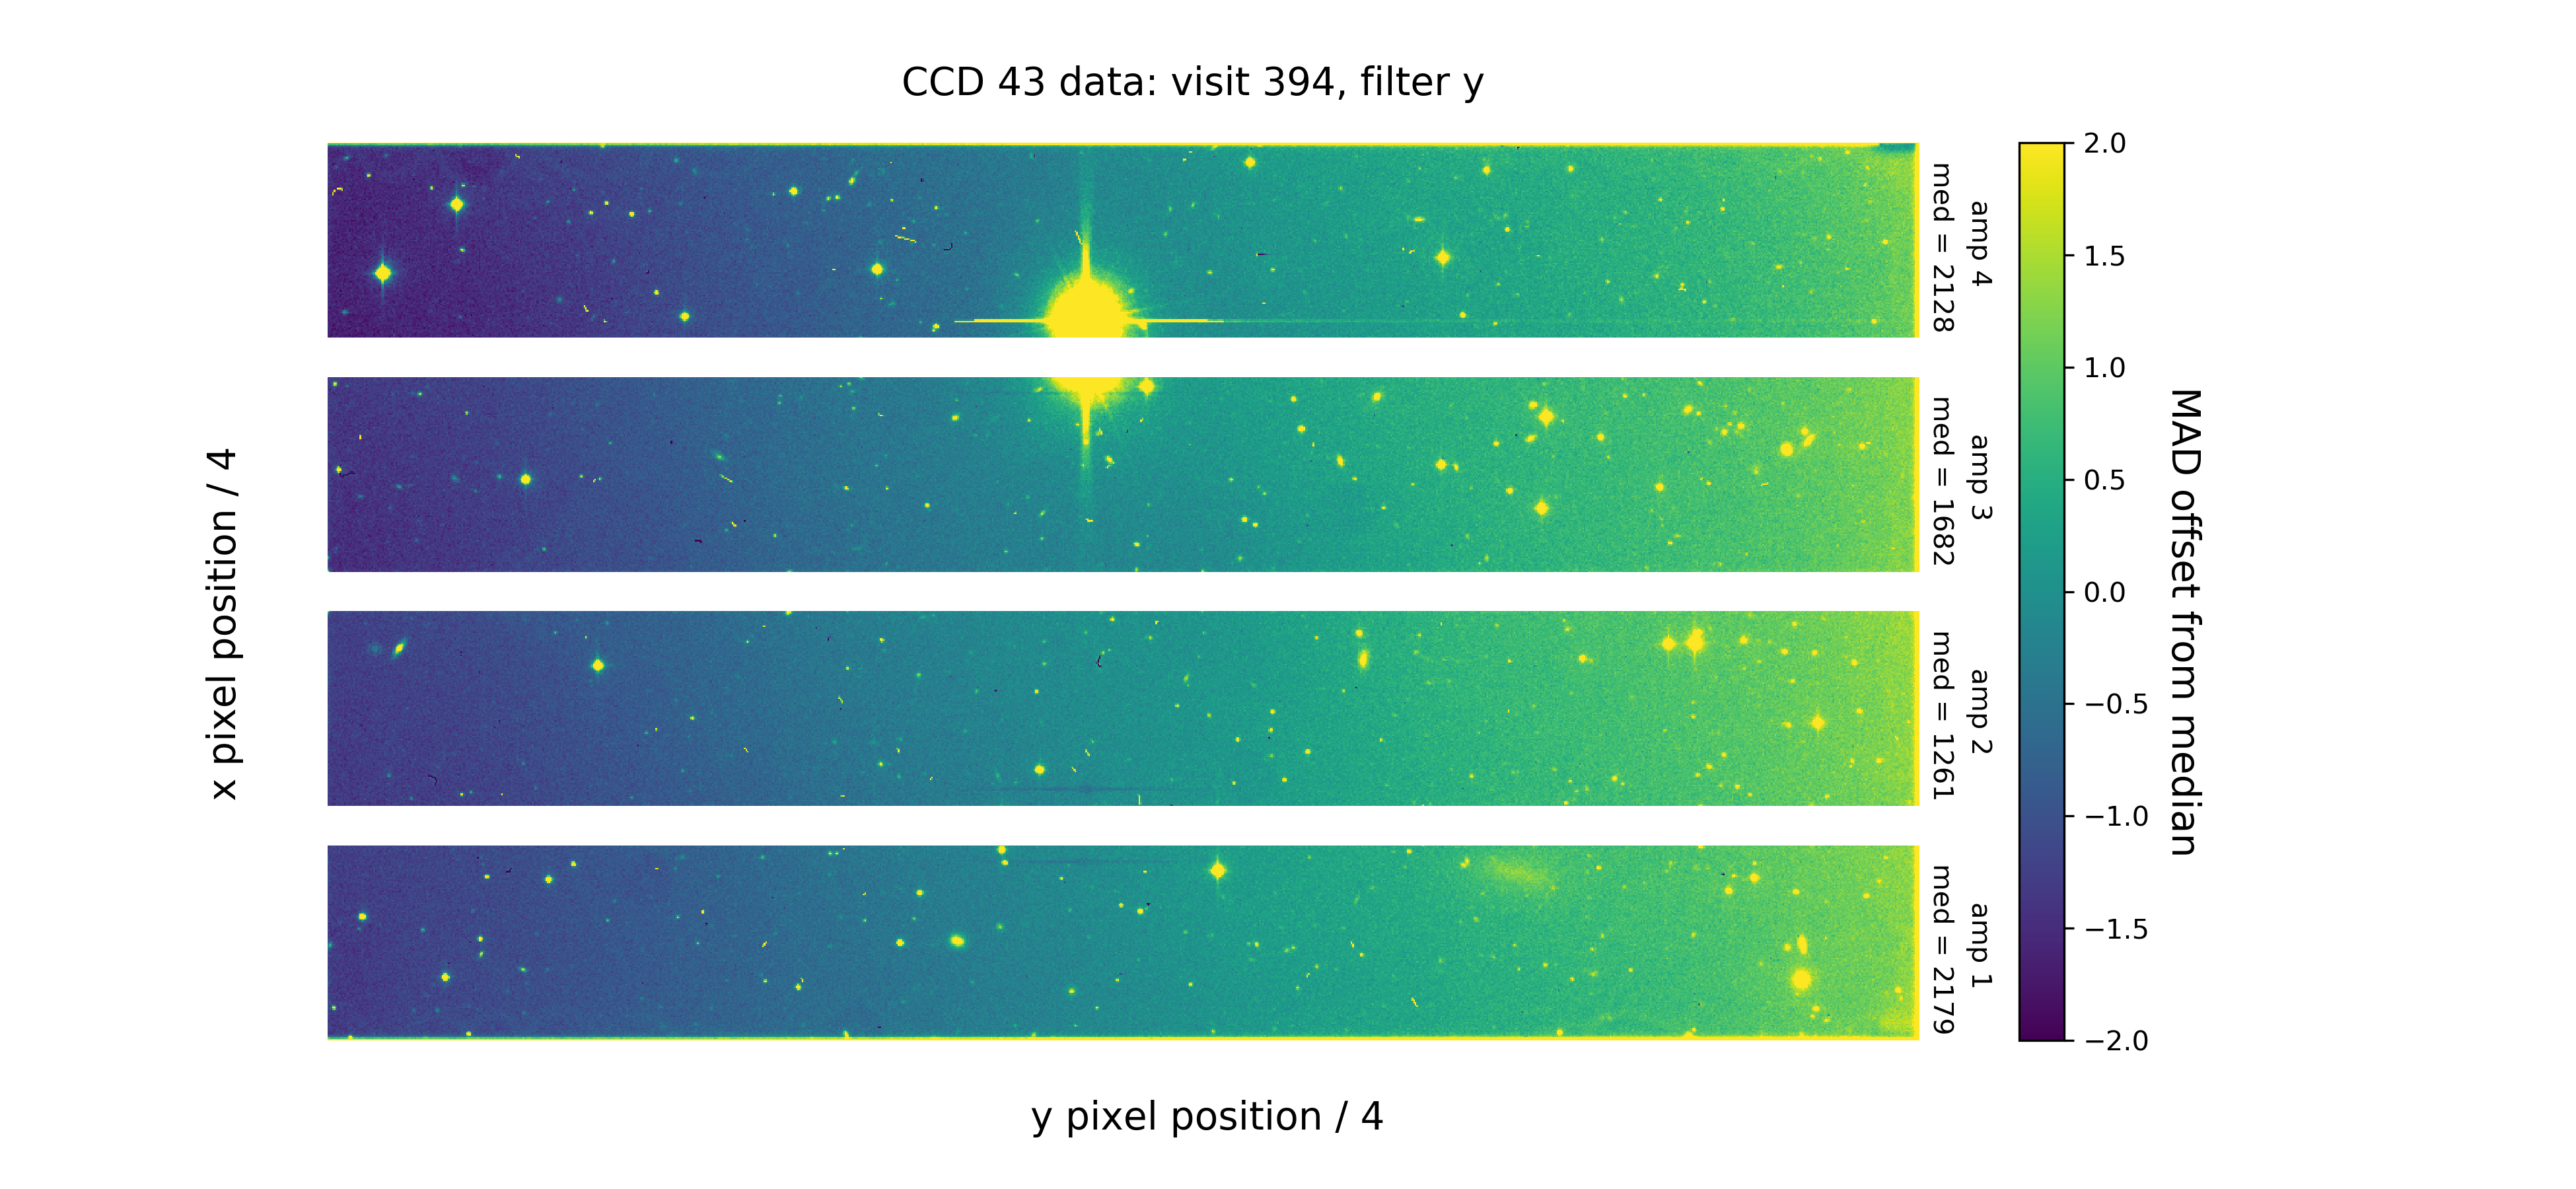 CCD 43 data: visit 394, filter y
x pixel position / 4
amp 4
med = 2128
amp 3
med = 1682
amp 2
med = 1261
amp 1
med = 2179
y pixel position / 4
2.0
1.5
1.0
0.5
0.0
−0.5
−1.0
−1.5
−2.0
MAD offset from median